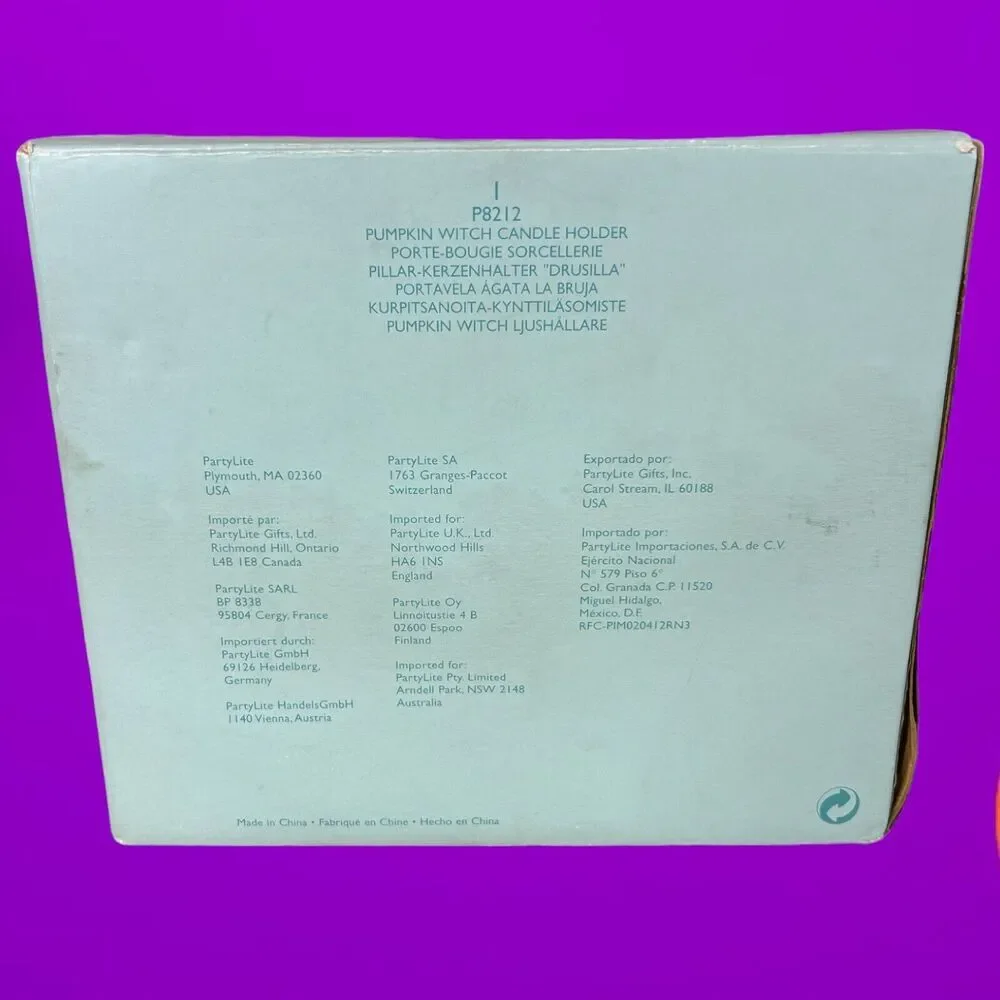 1
P8212
PUMPKIN WITCH CANDLE HOLDER
PORTE-BOUGIE SORCELLERIE
PILLAR-KERZENHALTER "DRUSILLA"
PORTAVELA ÁGATA LA BRUJA
KURPITSANOITA-KYNTTILÄSOMISTE
PUMPKIN WITCH LJUSHÅLLARE
PartyLite
Plymouth, MA 02360
USA
Importé par:
PartyLite Gifts, Ltd.
Richmond Hill, Ontario
L4B 1E8 Canada
PartyLite SARL
BP 8338
95804 Cergy, France
Importiert durch:
PartyLite GmbH
69126 Heidelberg,
Germany
PartyLite HandelsGmbH
1140 Vienna, Austria
PartyLite SA
1763 Granges-Paccot
Switzerland
Imported for:
PartyLite U.K., Ltd.
Northwood Hills
HA6 1NS
England
PartyLite Oy
Linnoitustie 4 B
02600 Espoo
Finland
Imported for:
PartyLite Pty. Limited
Arndell Park, NSW 2148
Australia
Exportado por:
PartyLite Gifts, Inc.
Carol Stream, IL 60188
USA
Importado por:
PartyLite Importaciones, S.A. de C.V.
Ejército Nacional
N° 579 Piso 6°
Col. Granada C.P. 11520
Miguel Hidalgo,
México, D.F.
RFC-PIM020412RN3
Made in China • Fabriqué en Chine • Hecho en China